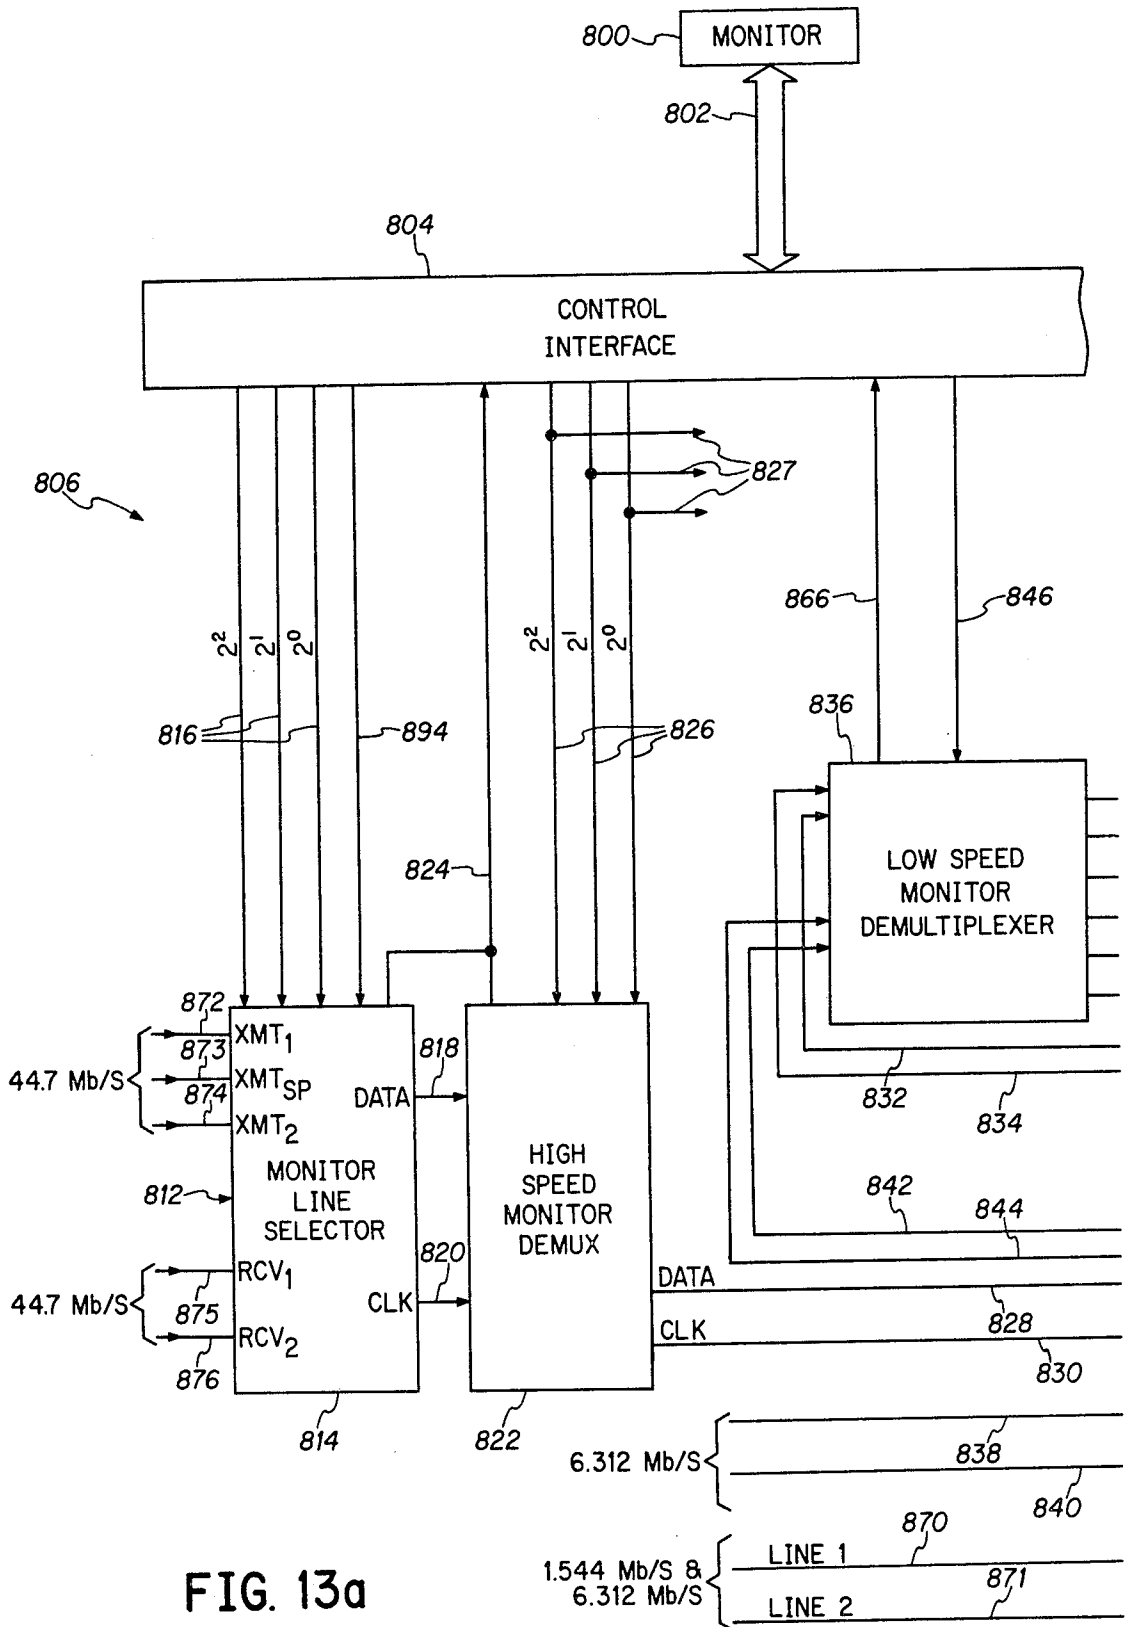 800
MONITOR
802
804
CONTROL
INTERFACE
806
827
2² 2¹ 2⁰
2² 2¹ 2⁰
866
846
816
894
826
836
824
LOW SPEED
MONITOR
DEMULTIPLEXER
872
XMT₁
873
44.7 Mb/S
XMT_SP
874
XMT₂
818
DATA
832
834
MONITOR
LINE
SELECTOR
812
HIGH
SPEED
MONITOR
DEMUX
842
844
820
RCV₁
875
44.7 Mb/S
CLK
RCV₂
876
DATA
828
CLK
830
814
822
6.312 Mb/S
838
840
870
1.544 Mb/S &
6.312 Mb/S
LINE 1
871
LINE 2
FIG. 13a